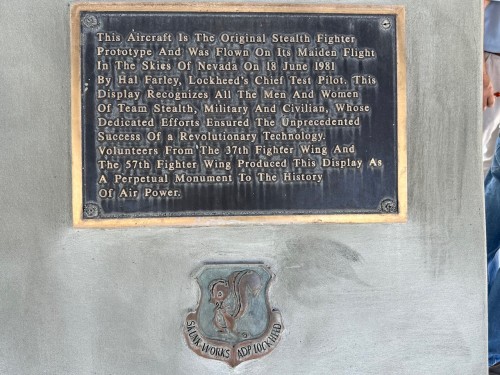 This Aircraft Is The Original Stealth Fighter
Prototype And Was Flown On Its Maiden Flight
In The Skies Of Nevada On 18 June 1981
By Hal Farley, Lockheed's Chief Test Pilot. This
Display Recognizes All The Men And Women
Of Team Stealth, Military And Civilian, Whose
Dedicated Efforts Ensured The Unprecedented
Success Of a Revolutionary Technology.
Volunteers From The 37th Fighter Wing And
The 57th Fighter Wing Produced This Display As
A Perpetual Monument To The History
Of Air Power.
SKUNK WORKS ADP LOCKHEED